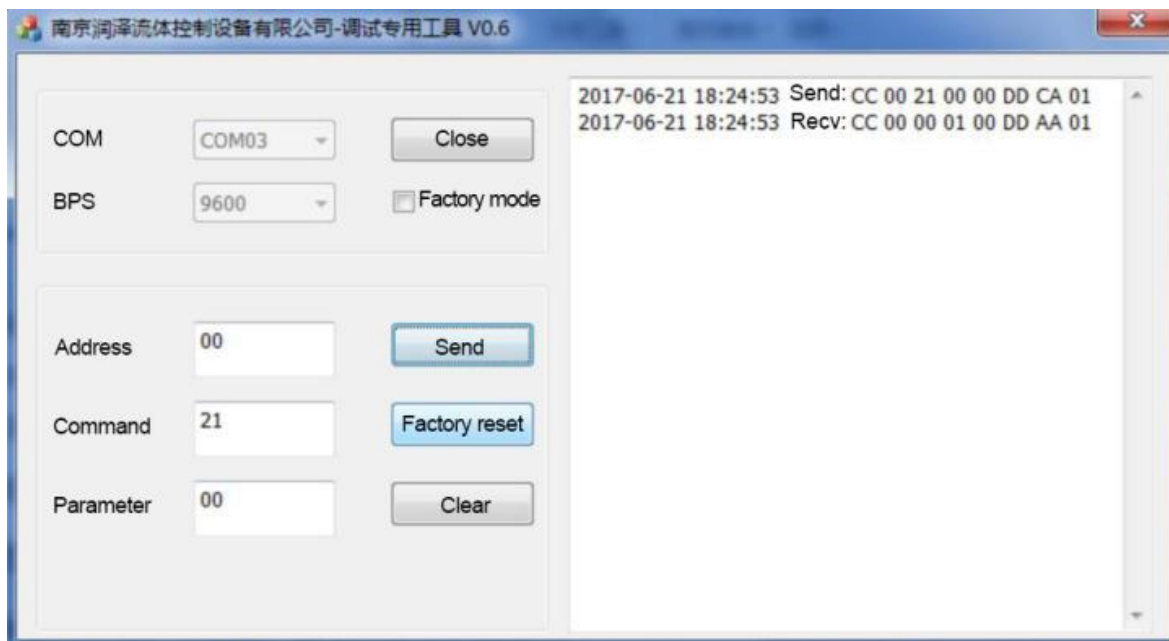 南京润泽流体控制设备有限公司-调试专用工具 V0.6
COM
COM03
Close
BPS
9600
Factory mode
Address
00
Send
Command
21
Factory reset
Parameter
00
Clear
2017-06-21 18:24:53 Send: CC 00 21 00 00 DD CA 01
2017-06-21 18:24:53 Recv: CC 00 00 01 00 DD AA 01